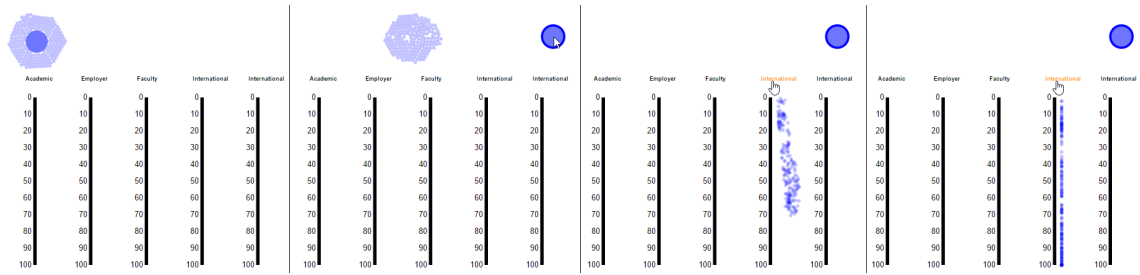 Academic Employer Faculty International International Academic Employer Faculty International International Academic Employer Faculty International International Academic Employer Faculty International International
0 0 0 0 0 0 0 0 0 0 0 0 0 0 0 0 0 0 0 0
10 10 10 10 10 10 10 10 10 10 10 10 10 10 10 10 10 10 10 10
20 20 20 20 20 20 20 20 20 20 20 20 20 20 20 20 20 20 20 20
30 30 30 30 30 30 30 30 30 30 30 30 30 30 30 30 30 30 30 30
40 40 40 40 40 40 40 40 40 40 40 40 40 40 40 40 40 40 40 40
50 50 50 50 50 50 50 50 50 50 50 50 50 50 50 50 50 50 50 50
60 60 60 60 60 60 60 60 60 60 60 60 60 60 60 60 60 60 60 60
70 70 70 70 70 70 70 70 70 70 70 70 70 70 70 70 70 70 70 70
80 80 80 80 80 80 80 80 80 80 80 80 80 80 80 80 80 80 80 80
90 90 90 90 90 90 90 90 90 90 90 90 90 90 90 90 90 90 90 90
100 100 100 100 100 100 100 100 100 100 100 100 100 100 100 100 100 100 100 100